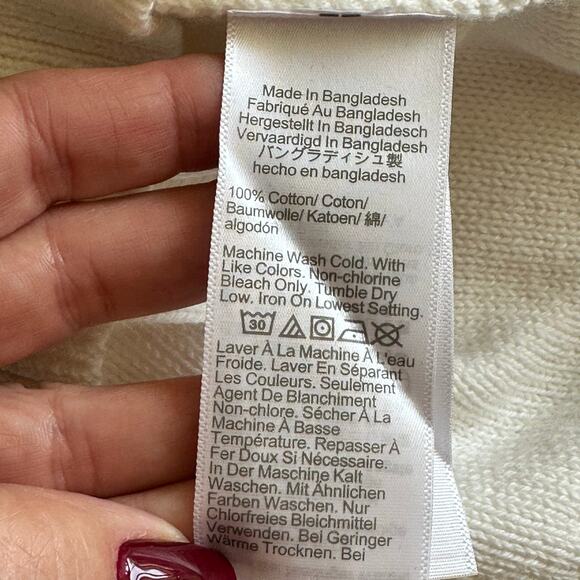 Made In Bangladesh
Fabriqué Au Bangladesh
Hergestellt In Bangladesch
Vervaardigd In Bangladesh
バングラディシュ製
hecho en bangladesh
100% Cotton/ Coton/
Baumwolle/ Katoen/ 綿/
algodón
Machine Wash Cold. With
Like Colors. Non-chlorine
Bleach Only. Tumble Dry
Low. Iron On Lowest Setting.
30
Laver À La Machine À L'eau
Froide. Laver En Séparant
Les Couleurs. Seulement
Agent De Blanchiment
Non-chlore. Sécher À La
Machine À Basse
Température. Repasser À
Fer Doux Si Nécessaire.
In Der Maschine Kalt
Waschen. Mit Ähnlichen
Farben Waschen. Nur
Chlorfreies Bleichmittel
Verwenden. Bei Geringer
Wärme Trocknen. Bei